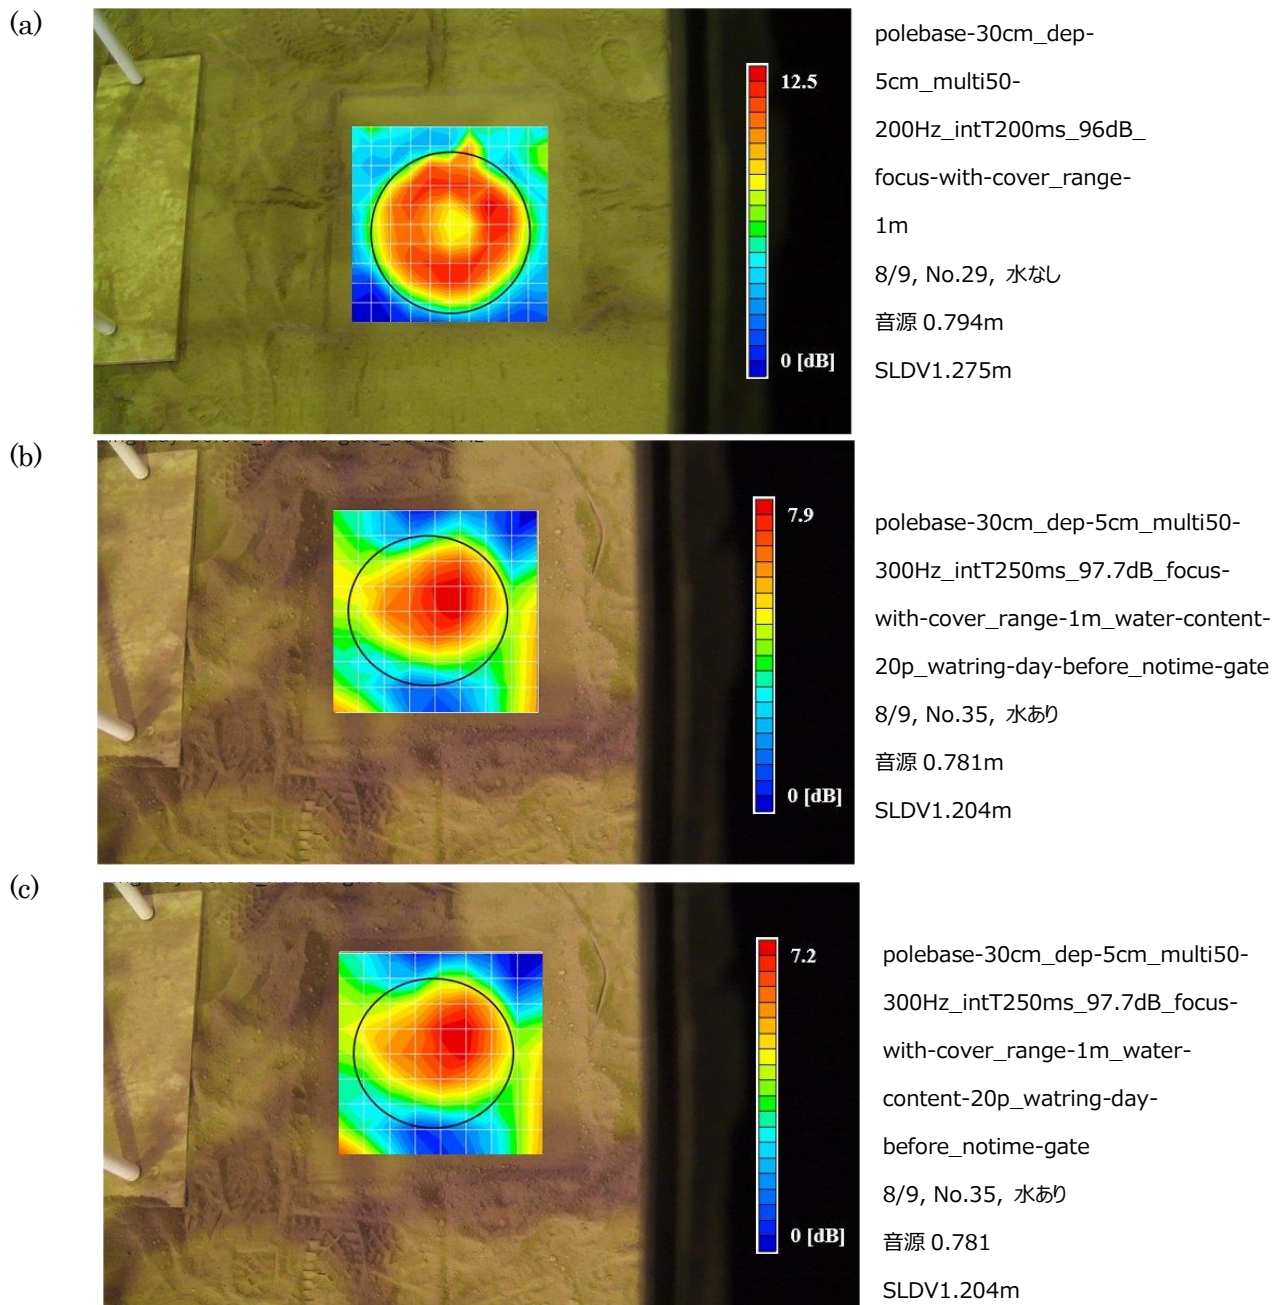 (a)
polebase-30cm_dep-
5cm_multi50-
200Hz_intT200ms_96dB_
focus-with-cover_range-
1m
8/9, No.29, 水なし
音源 0.794m
SLDV1.275m
12.5
0 [dB]
(b)
polebase-30cm_dep-5cm_multi50-
300Hz_intT250ms_97.7dB_focus-
with-cover_range-1m_water-content-
20p_watring-day-before_notime-gate
8/9, No.35, 水あり
音源 0.781m
SLDV1.204m
7.9
0 [dB]
(c)
polebase-30cm_dep-5cm_multi50-
300Hz_intT250ms_97.7dB_focus-
with-cover_range-1m_water-
content-20p_watring-day-
before_notime-gate
8/9, No.35, 水あり
音源 0.781
SLDV1.204m
7.2
0 [dB]